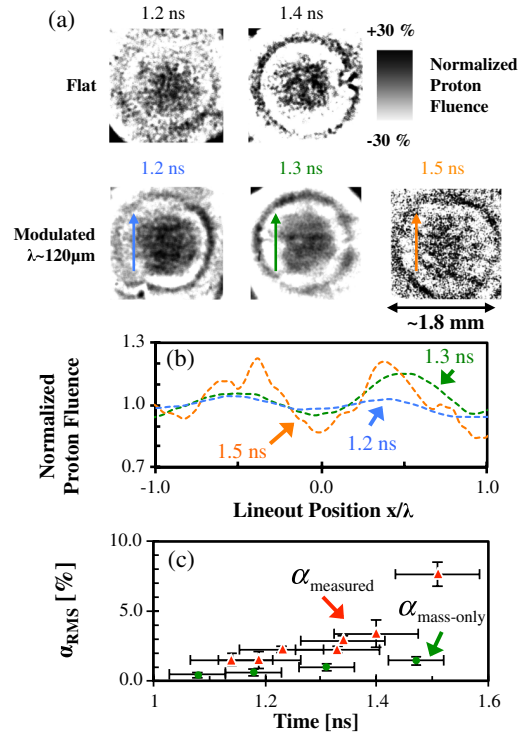 (a)
1.2 ns
1.4 ns
Flat
+30 %
Normalized
Proton
Fluence
-30 %
1.2 ns
1.3 ns
1.5 ns
Modulated
λ~120μm
~1.8 mm
Normalized
Proton Fluence
1.3
1.0
0.7
(b)
1.3 ns
1.5 ns
1.2 ns
-1.0
0.0
1.0
Lineout Position x/λ
αRMS [%]
10.0
5.0
0.0
(c)
αmeasured
αmass-only
1
1.2
1.4
1.6
Time [ns]